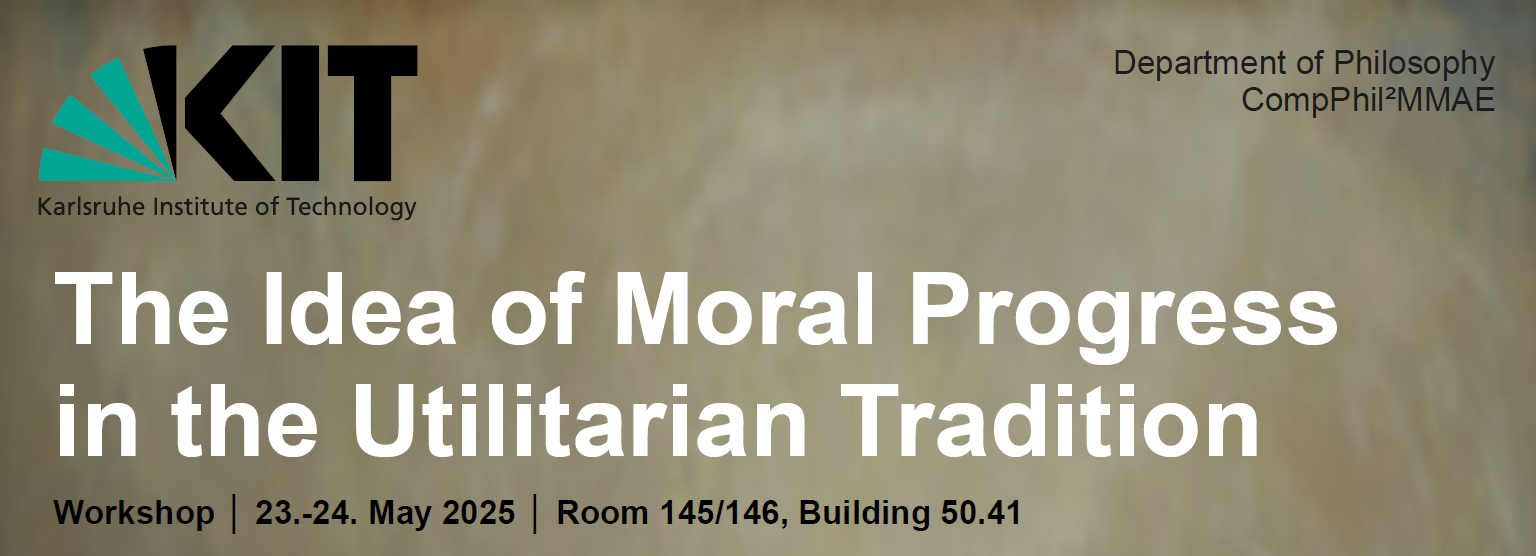 KIT
Karlsruhe Institute of Technology
Department of Philosophy
CompPhil²MMAE
The Idea of Moral Progress
in the Utilitarian Tradition
Workshop │ 23.-24. May 2025 │ Room 145/146, Building 50.41